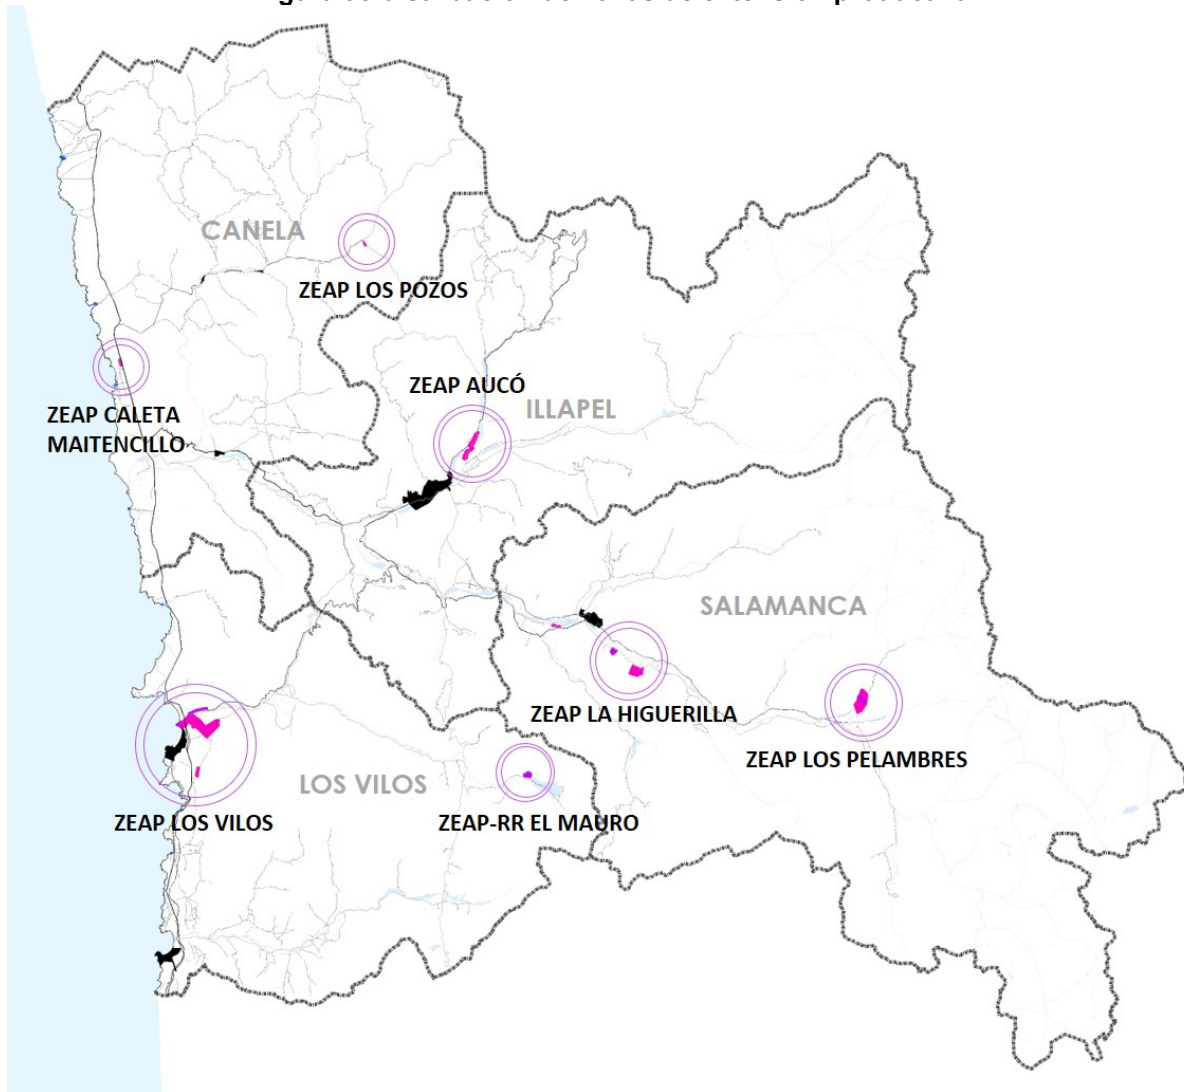 CANELA
ZEAP LOS POZOS
ZEAP AUCÓ
ILLAPEL
ZEAP CALETA
MAITENCILLO
SALAMANCA
ZEAP LA HIGUERILLA
ZEAP LOS PELAMBRES
LOS VILOS
ZEAP LOS VILOS
ZEAP-RR EL MAURO